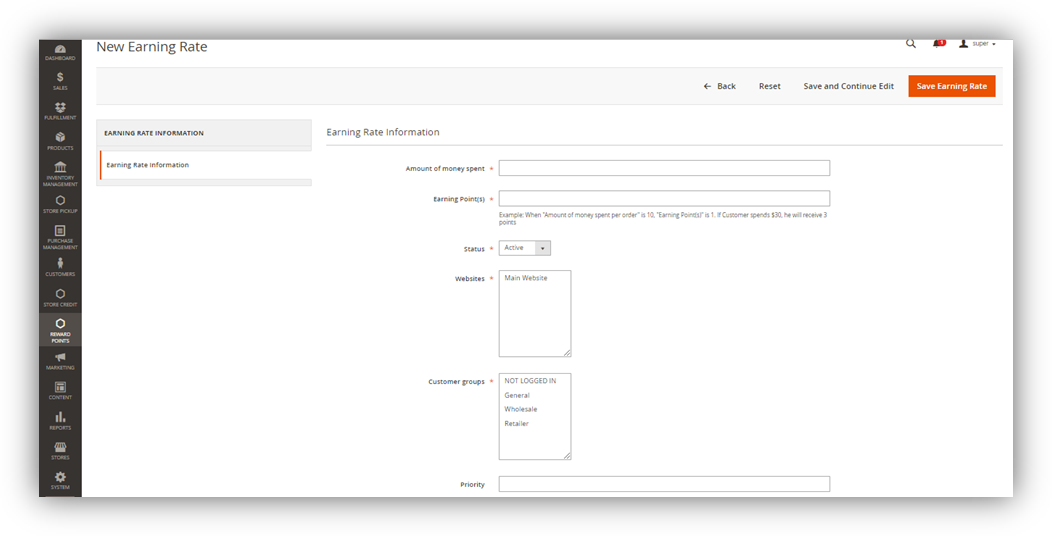 New Earning Rate
1
super
DASHBOARD
SALES
FULFILLMENT
PRODUCTS
INVENTORY
MANAGEMENT
STORE PICKUP
PURCHASE
MANAGEMENT
CUSTOMERS
STORE CREDIT
REWARD
POINTS
MARKETING
CONTENT
REPORTS
STORES
SYSTEM
Back
Reset
Save and Continue Edit
Save Earning Rate
EARNING RATE INFORMATION
Earning Rate Information
Earning Rate Information
Amount of money spent *
Earning Point(s) *
Example: When "Amount of money spent per order" is 10, "Earning Point(s)" is 1. If Customer spends $30, he will receive 3
points
Status * Active
Websites * Main Website
Customer groups * NOT LOGGED IN
General
Wholesale
Retailer
Priority